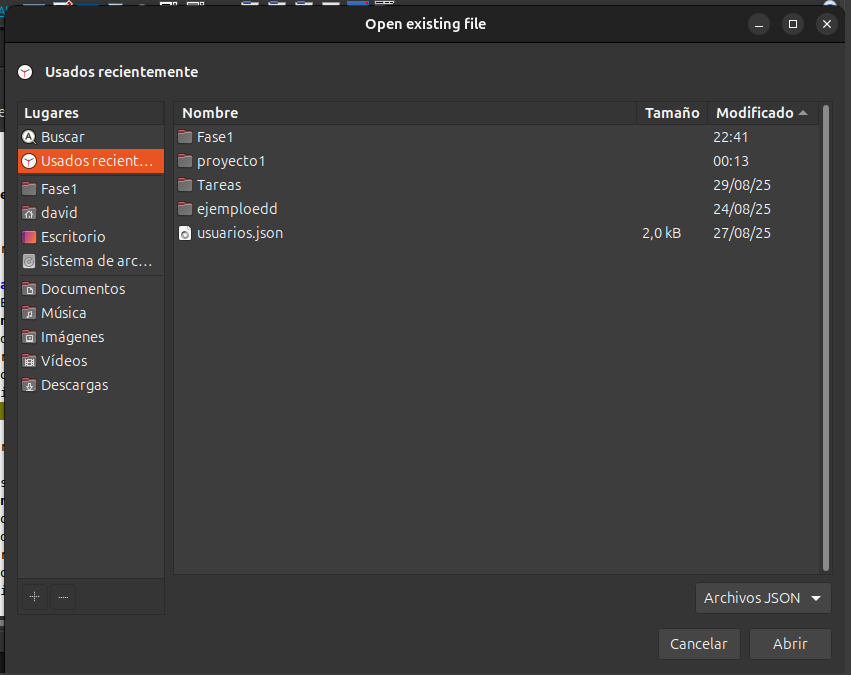 Open existing file
Usados recientemente
Lugares
Buscar
Usados recient...
Fase1
david
Escritorio
Sistema de arc...
Documentos
Música
Imágenes
Vídeos
Descargas
Nombre Tamaño Modificado
Fase1 22:41
proyecto1 00:13
Tareas 29/08/25
ejemploedd 24/08/25
usuarios.json 2,0 kB 27/08/25
Archivos JSON
Cancelar Abrir